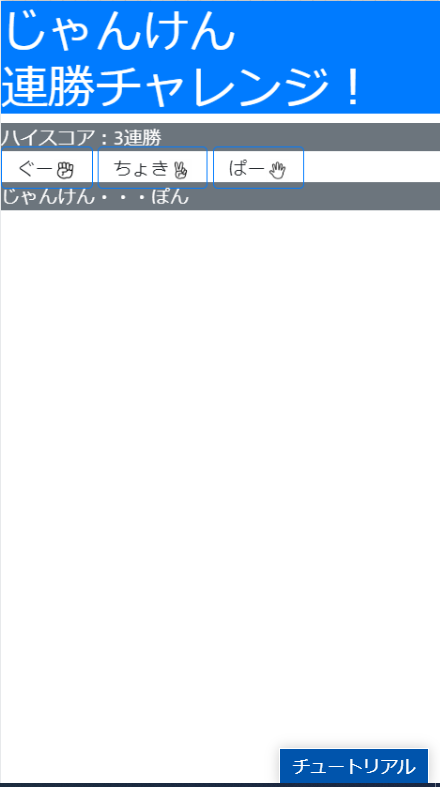 じゃんけん
連勝チャレンジ！
ハイスコア：3連勝
ぐー✊ ちょき✌ ぱー🖐
じゃんけん・・・ぽん
チュートリアル